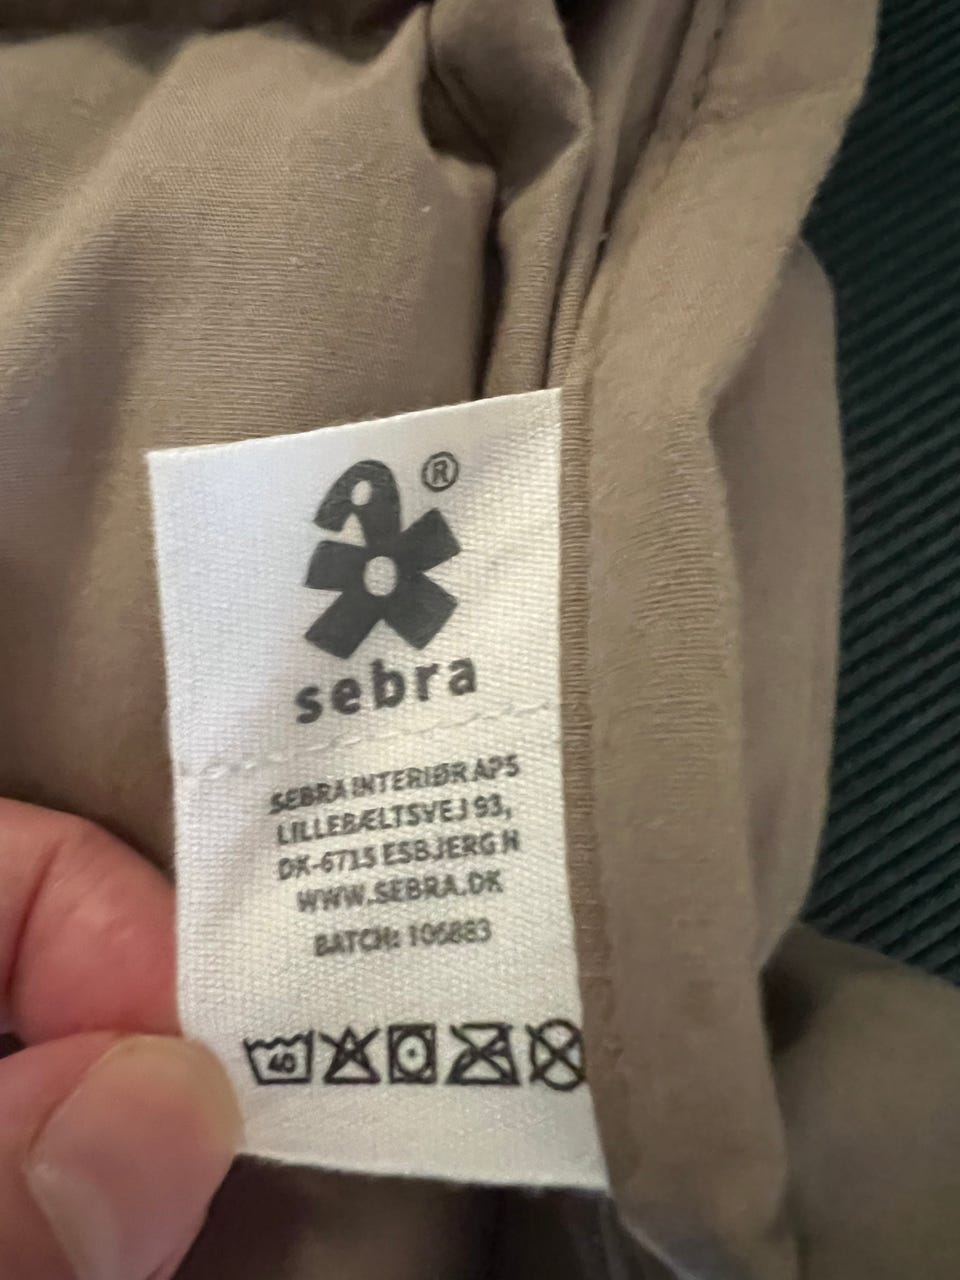 ®
sebra
SEBRA INTERIØR APS
LILLEBÆLTSVEJ 93,
DK-6715 ESBJERG N
WWW.SEBRA.DK
BATCH: 106883
40